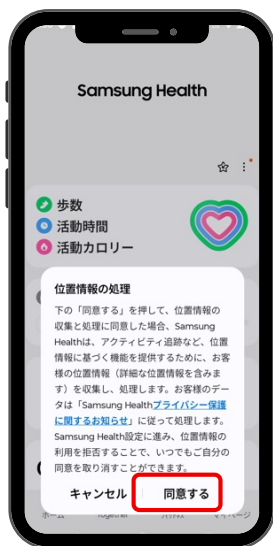 Samsung Health
歩数
活動時間
活動カロリー
位置情報の処理
下の「同意する」を押して、位置情報の
収集と処理に同意した場合、Samsung
Healthは、アクティビティ追跡など、位置
情報に基づく機能を提供するために、お客
様の位置情報（詳細な位置情報を含みま
す）を収集し、処理します。お客様のデー
タは「Samsung Healthプライバシー保護
に関するお知らせ」に従って処理します。
Samsung Health設定に進み、位置情報の
利用を拒否することで、いつでもご自分の
同意を取り消すことができます。
キャンセル 同意する
ホーム Together マイページ